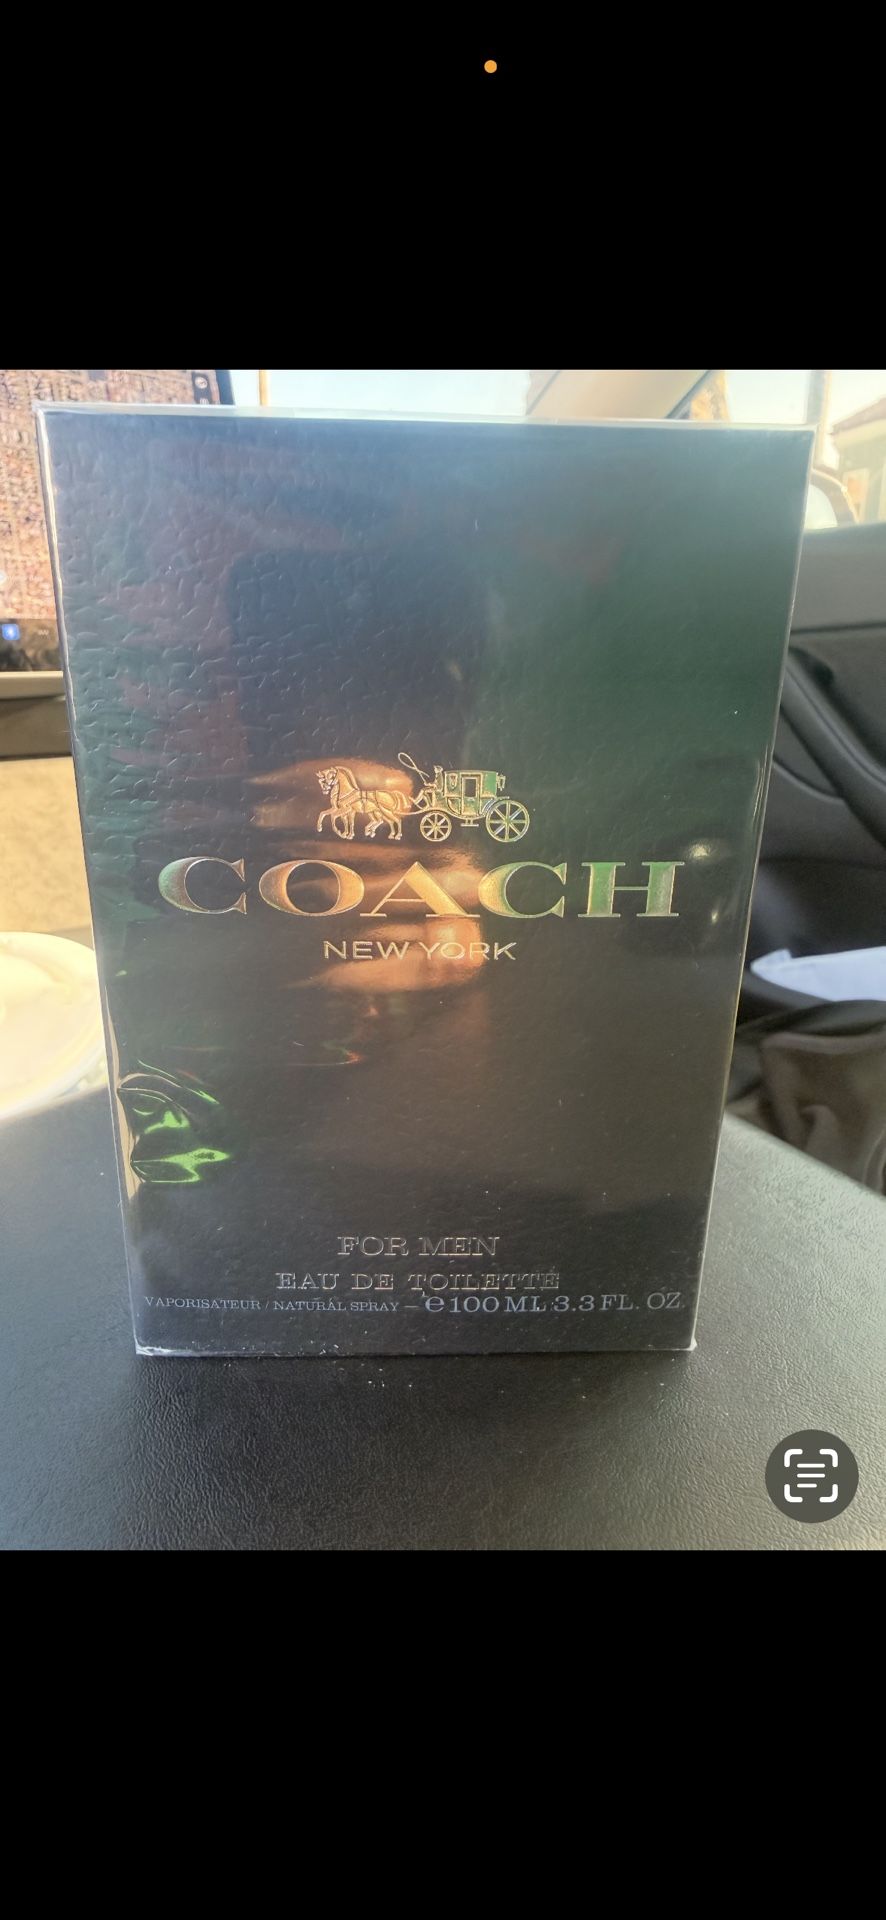 COACH
NEW YORK
FOR MEN
EAU DE TOILETTE
VAPORISATEUR / NATURAL SPRAY – ℮ 100 ML 3.3 FL. OZ.